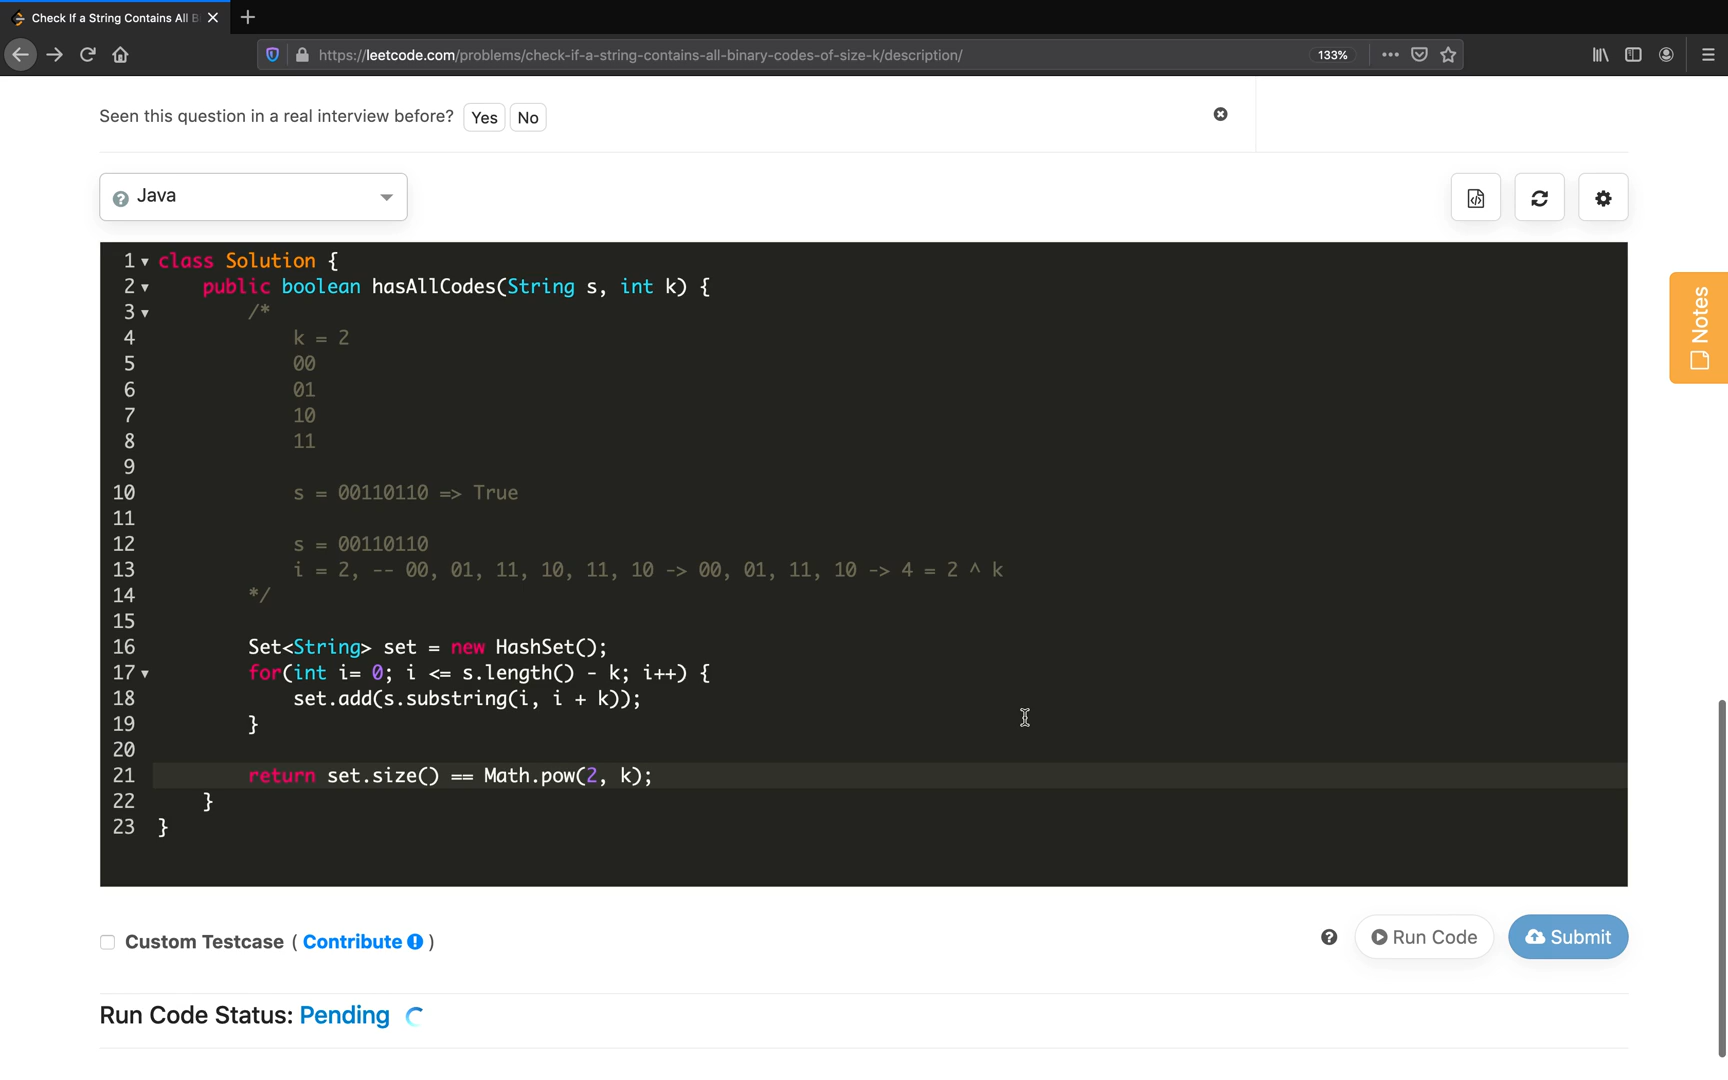 Check If a String Contains All B
https://leetcode.com/problems/check-if-a-string-contains-all-binary-codes-of-size-k/description/
133%
Seen this question in a real interview before? Yes No
Java
Notes
1 class Solution {
2 public boolean hasAllCodes(String s, int k) {
3 /*
4 k = 2
5 00
6 01
7 10
8 11
9
10 s = 00110110 => True
11
12 s = 00110110
13 i = 2, -- 00, 01, 11, 10, 11, 10 -> 00, 01, 11, 10 -> 4 = 2 ^ k
14 */
15
16 Set<String> set = new HashSet();
17 for(int i= 0; i <= s.length() - k; i++) {
18 set.add(s.substring(i, i + k));
19 }
20
21 return set.size() == Math.pow(2, k);
22 }
23 }
Custom Testcase ( Contribute )
Run Code
Submit
Run Code Status: Pending